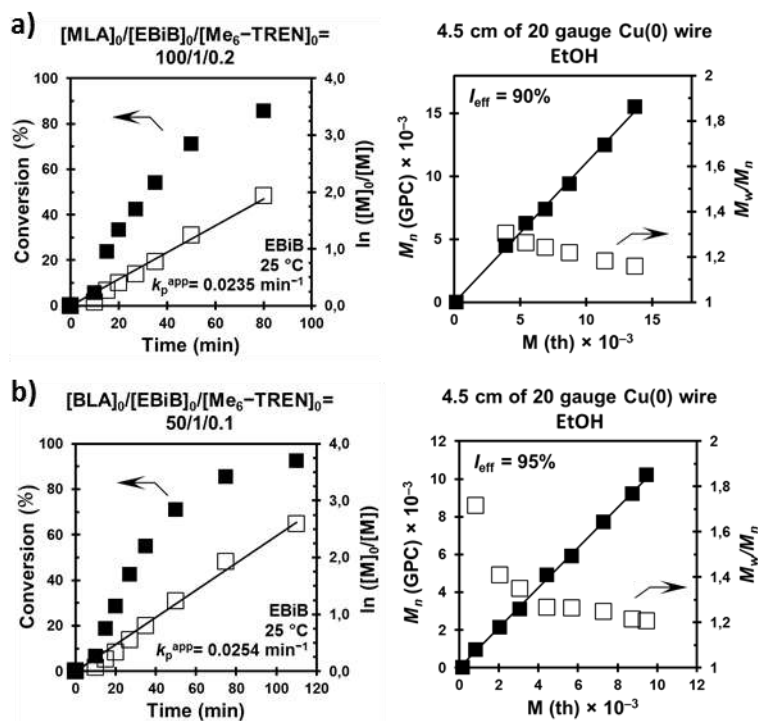 a)
[MLA]₀/[EBiB]₀/[Me₆−TREN]₀=
100/1/0.2
100
80
60
40
20
0
Conversion (%)
4,0
3,0
2,0
1,0
0,0
ln ([M]₀/[M])
EBiB
25 °C
kₚᵃᵖᵖ= 0.0235 min⁻¹
0 20 40 60 80 100
Time (min)
4.5 cm of 20 gauge Cu(0) wire
EtOH
15
10
5
0
Mₙ (GPC) × 10⁻³
I_eff = 90%
2
1,8
1,6
1,4
1,2
1
M_w/Mₙ
0 5 10 15
M (th) × 10⁻³
b)
[BLA]₀/[EBiB]₀/[Me₆−TREN]₀=
50/1/0.1
100
80
60
40
20
0
Conversion (%)
4,0
3,0
2,0
1,0
0,0
ln ([M]₀/[M])
EBiB
25 °C
kₚᵃᵖᵖ= 0.0254 min⁻¹
0 20 40 60 80 100 120
Time (min)
4.5 cm of 20 gauge Cu(0) wire
EtOH
12
10
8
6
4
2
0
Mₙ (GPC) × 10⁻³
I_eff = 95%
2
1,8
1,6
1,4
1,2
1
M_w/Mₙ
0 2 4 6 8 10
M (th) × 10⁻³